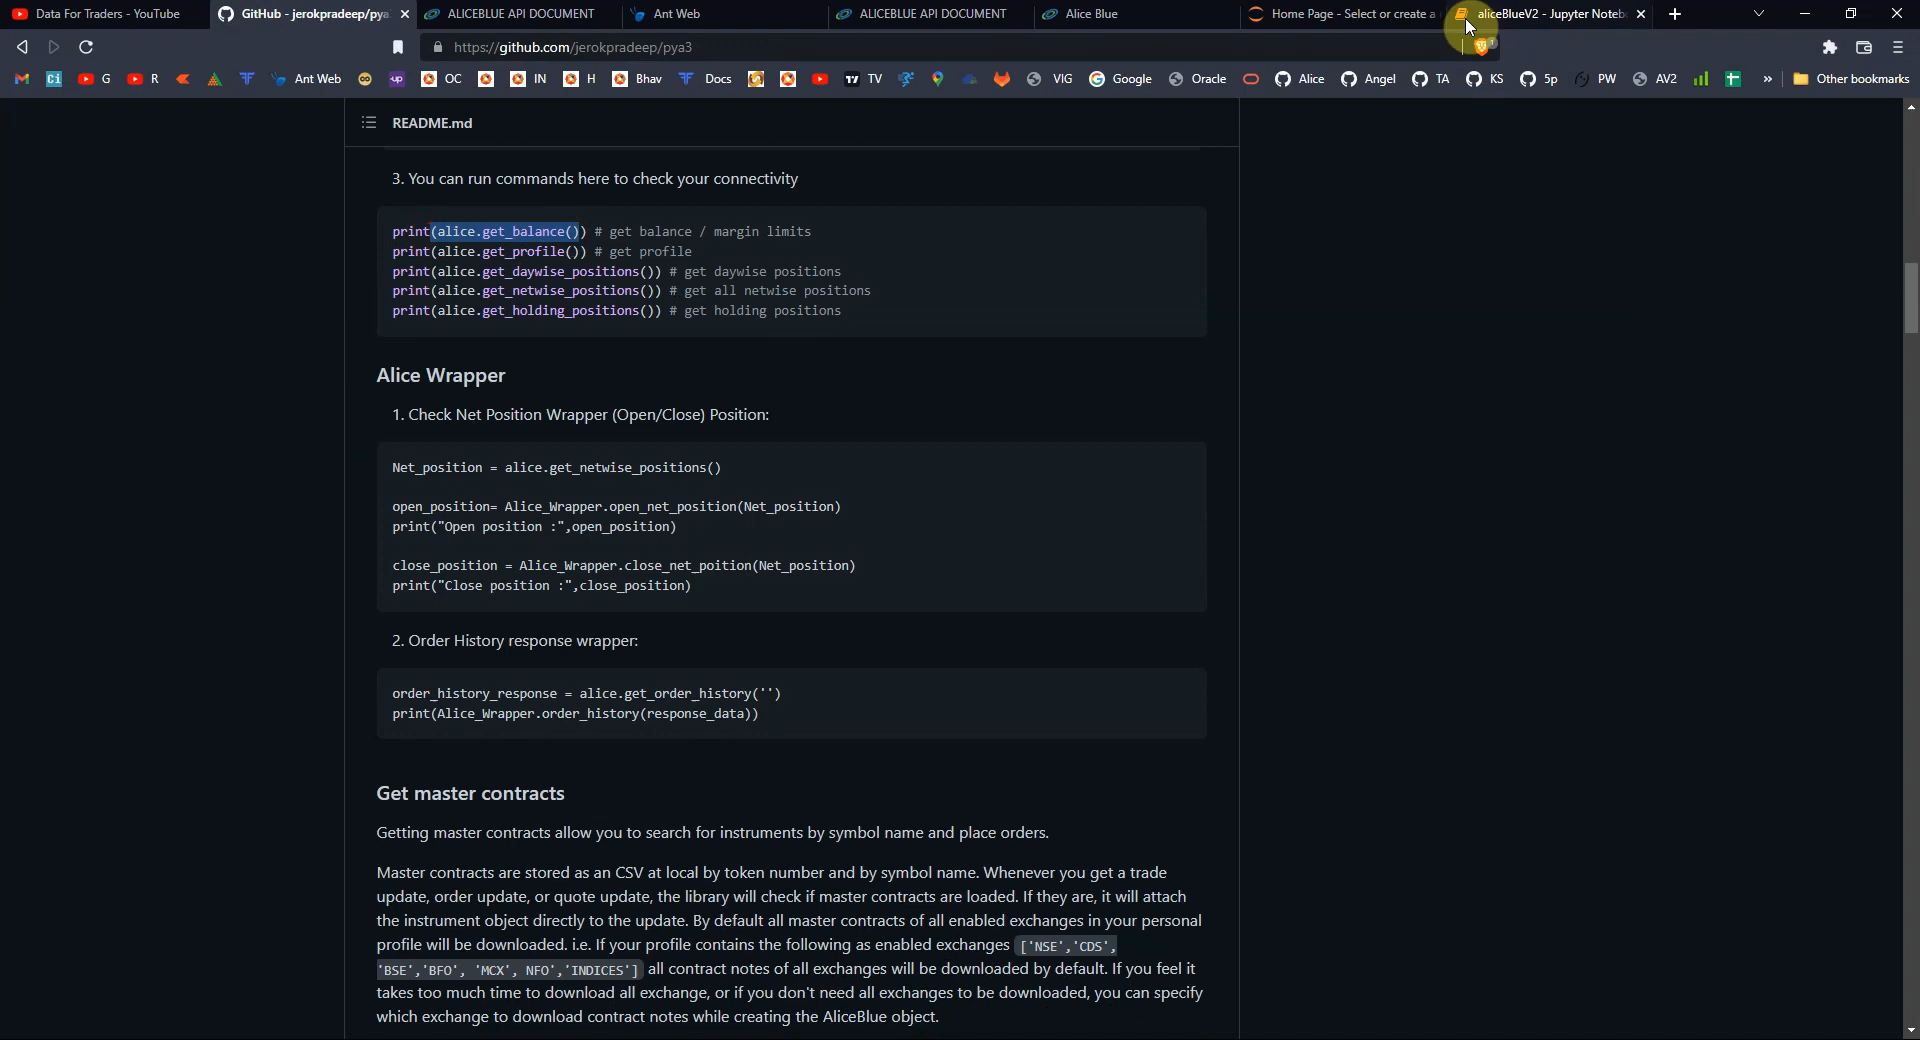 Data For Traders - YouTube
GitHub - jerokpradeep/pya
ALICEBLUE API DOCUMENT
Ant Web
ALICEBLUE API DOCUMENT
Alice Blue
Home Page - Select or create a
aliceBlueV2 - Jupyter Noteb
https://github.com/jerokpradeep/pya3
1
Ci
G
R
Ant Web
up
OC
IN
H
Bhav
Docs
TV
VIG
Google
Oracle
Alice
Angel
TA
KS
5p
PW
AV2
»
Other bookmarks
README.md
3. You can run commands here to check your connectivity
print(alice.get_balance()) # get balance / margin limits
print(alice.get_profile()) # get profile
print(alice.get_daywise_positions()) # get daywise positions
print(alice.get_netwise_positions()) # get all netwise positions
print(alice.get_holding_positions()) # get holding positions
Alice Wrapper
1. Check Net Position Wrapper (Open/Close) Position:
Net_position = alice.get_netwise_positions()
open_position= Alice_Wrapper.open_net_position(Net_position)
print("Open position :",open_position)
close_position = Alice_Wrapper.close_net_poition(Net_position)
print("Close position :",close_position)
2. Order History response wrapper:
order_history_response = alice.get_order_history('')
print(Alice_Wrapper.order_history(response_data))
Get master contracts
Getting master contracts allow you to search for instruments by symbol name and place orders.
Master contracts are stored as an CSV at local by token number and by symbol name. Whenever you get a trade
update, order update, or quote update, the library will check if master contracts are loaded. If they are, it will attach
the instrument object directly to the update. By default all master contracts of all enabled exchanges in your personal
profile will be downloaded. i.e. If your profile contains the following as enabled exchanges ['NSE','CDS',
'BSE','BFO', 'MCX', NFO','INDICES'] all contract notes of all exchanges will be downloaded by default. If you feel it
takes too much time to download all exchange, or if you don't need all exchanges to be downloaded, you can specify
which exchange to download contract notes while creating the AliceBlue object.